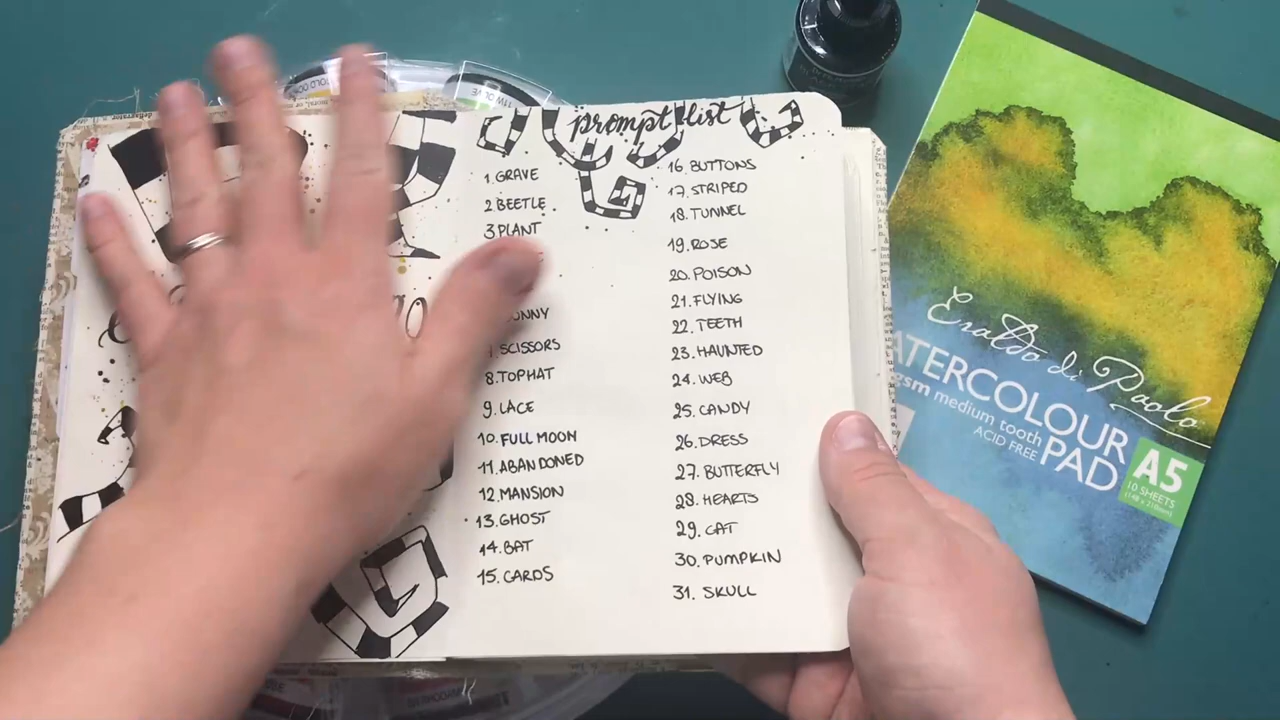 prompt list
1. GRAVE
2 BEETLE
3 PLANT
SCISSORS
8. TOPHAT
9. LACE
10. FULL MOON
11. ABANDONED
12. MANSION
13. GHOST
14. BAT
15. CARDS
16. BUTTONS
17. STRIPED
18. TUNNEL
19. ROSE
20. POISON
21. FLYING
22. TEETH
23. HAUNTED
24. WEB
25. CANDY
26. DRESS
27. BUTTERFLY
28. HEARTS
29. CAT
30. PUMPKIN
31. SKULL
Eraldo di Paolo
ATERCOLOUR
PAD
gsm medium tooth
ACID FREE
A5
10 SHEETS
(148 x 210mm)